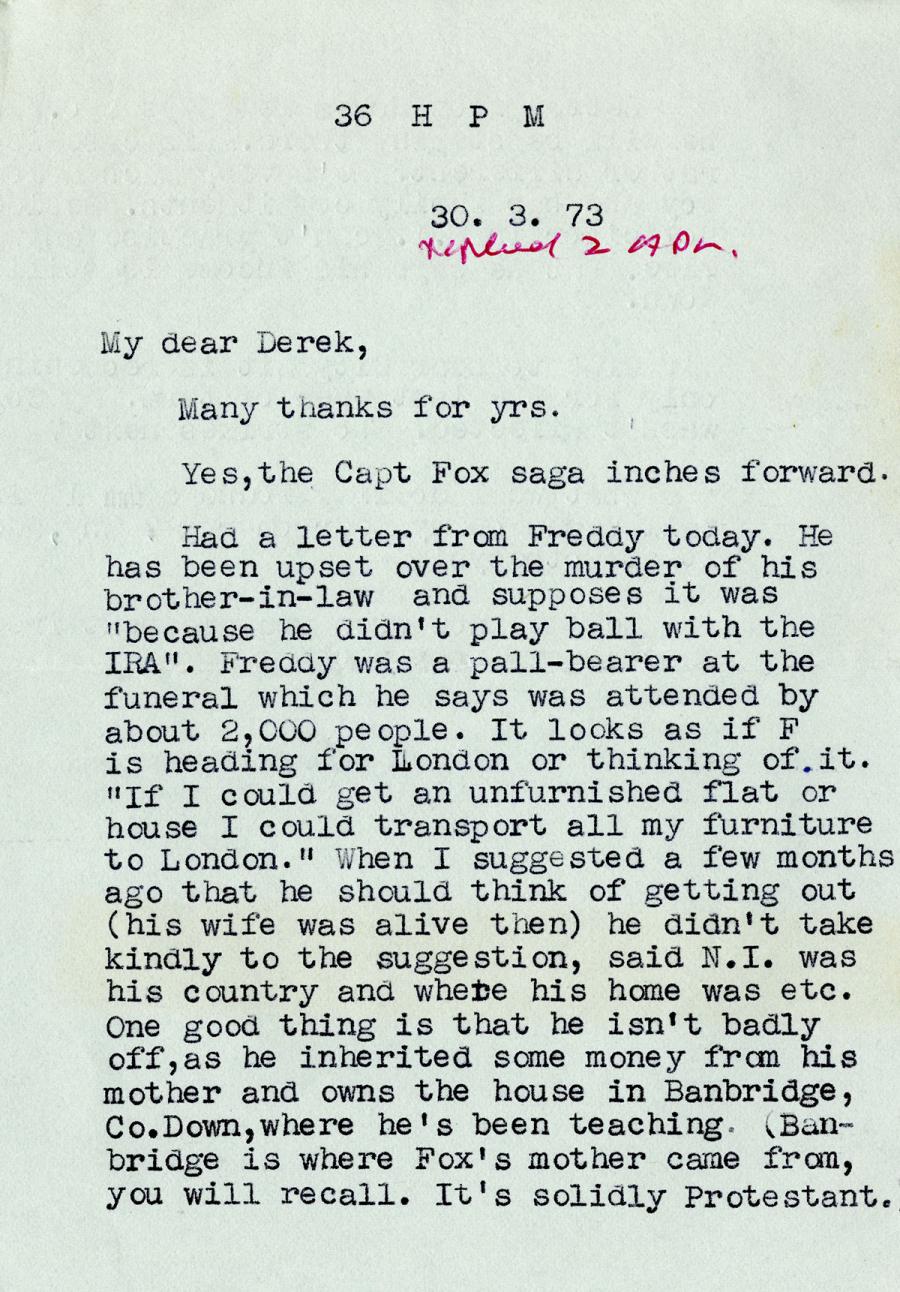 36 H P M
30. 3. 73
replied 2 Apr.
My dear Derek,
Many thanks for yrs.
Yes,the Capt Fox saga inches forward.
Had a letter from Freddy today. He
has been upset over the murder of his
brother-in-law and supposes it was
"because he didn't play ball with the
IRA". Freddy was a pall-bearer at the
funeral which he says was attended by
about 2,000 people. It looks as if F
is heading for London or thinking of.it.
"If I could get an unfurnished flat or
house I could transport all my furniture
to London." When I suggested a few months
ago that he should think of getting out
(his wife was alive then) he didn't take
kindly to the suggestion, said N.I. was
his country and where his home was etc.
One good thing is that he isn't badly
off,as he inherited some money from his
mother and owns the house in Banbridge,
Co.Down,where he's been teaching. (Ban-
bridge is where Fox's mother came from,
you will recall. It's solidly Protestant.